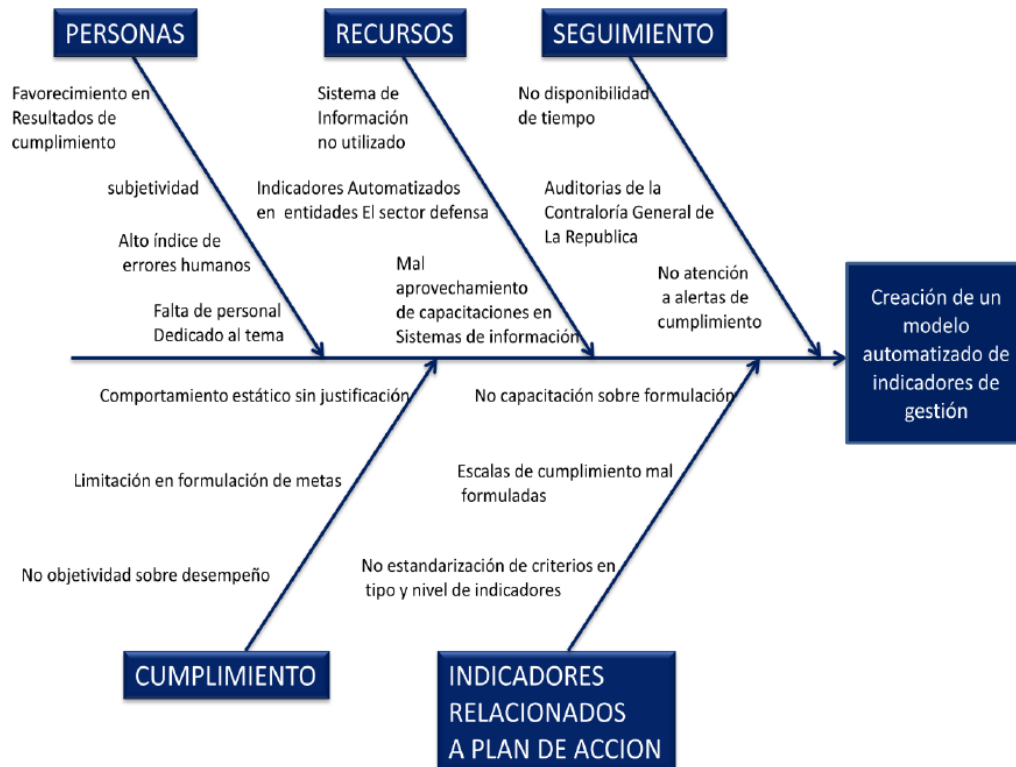 PERSONAS
RECURSOS
SEGUIMIENTO
Favorecimiento en
Resultados de
cumplimiento
subjetividad
Alto índice de
errores humanos
Falta de personal
Dedicado al tema
Sistema de
Información
no utilizado
Indicadores Automatizados
en entidades El sector defensa
Mal
aprovechamiento
de capacitaciones en
Sistemas de información
No disponibilidad
de tiempo
Auditorias de la
Contraloría General de
La Republica
No atención
a alertas de
cumplimiento
Creación de un
modelo
automatizado de
indicadores de
gestión
Comportamiento estático sin justificación
Limitación en formulación de metas
No objetividad sobre desempeño
No capacitación sobre formulación
Escalas de cumplimiento mal
formuladas
No estandarización de criterios en
tipo y nivel de indicadores
CUMPLIMIENTO
INDICADORES
RELACIONADOS
A PLAN DE ACCION